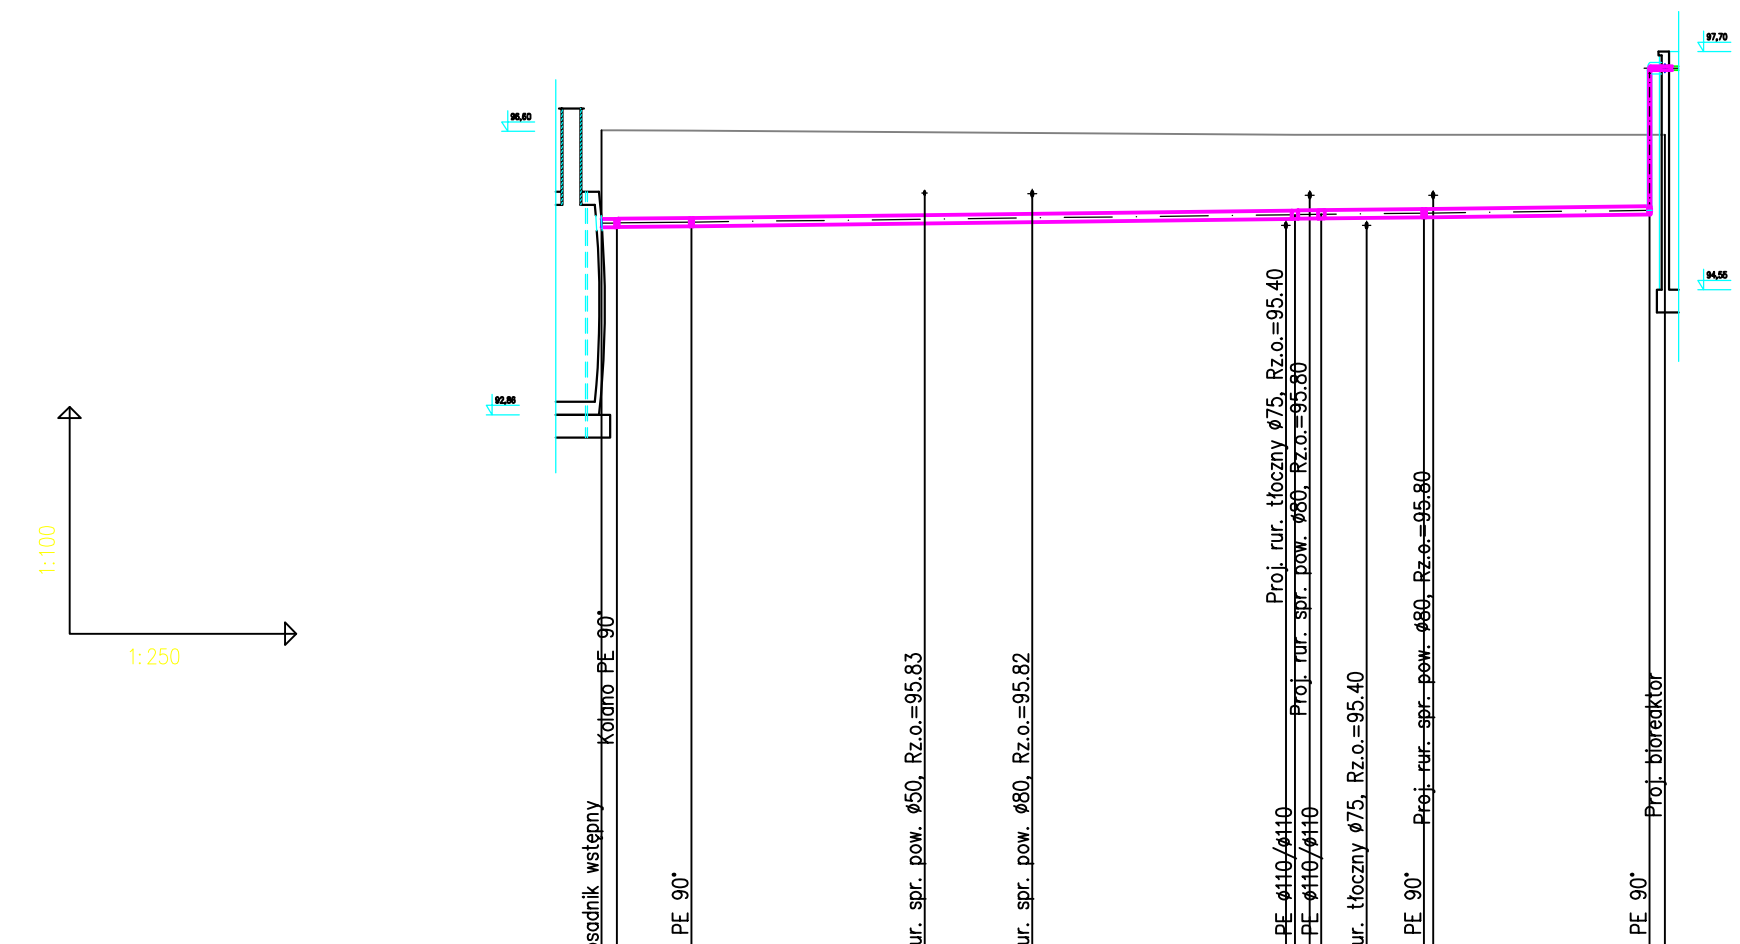 97,70
96,60
94,55
92,86
1:100
1:250
osadnik wstępny
Kolano PE 90°
PE 90°
ur. spr. pow. ø50, Rz.o.=95.83
ur. spr. pow. ø80, Rz.o.=95.82
Proj. rur. tłoczny ø75, Rz.o.=95.40
PE ø110/ø110
Proj. rur. spr. pow. ø80, Rz.o.=95.80
PE ø110/ø110
ur. tłoczny ø75, Rz.o.=95.40
PE 90°
Proj. rur. spr. pow. ø80, Rz.o.=95.80
PE 90°
Proj. bioreaktor